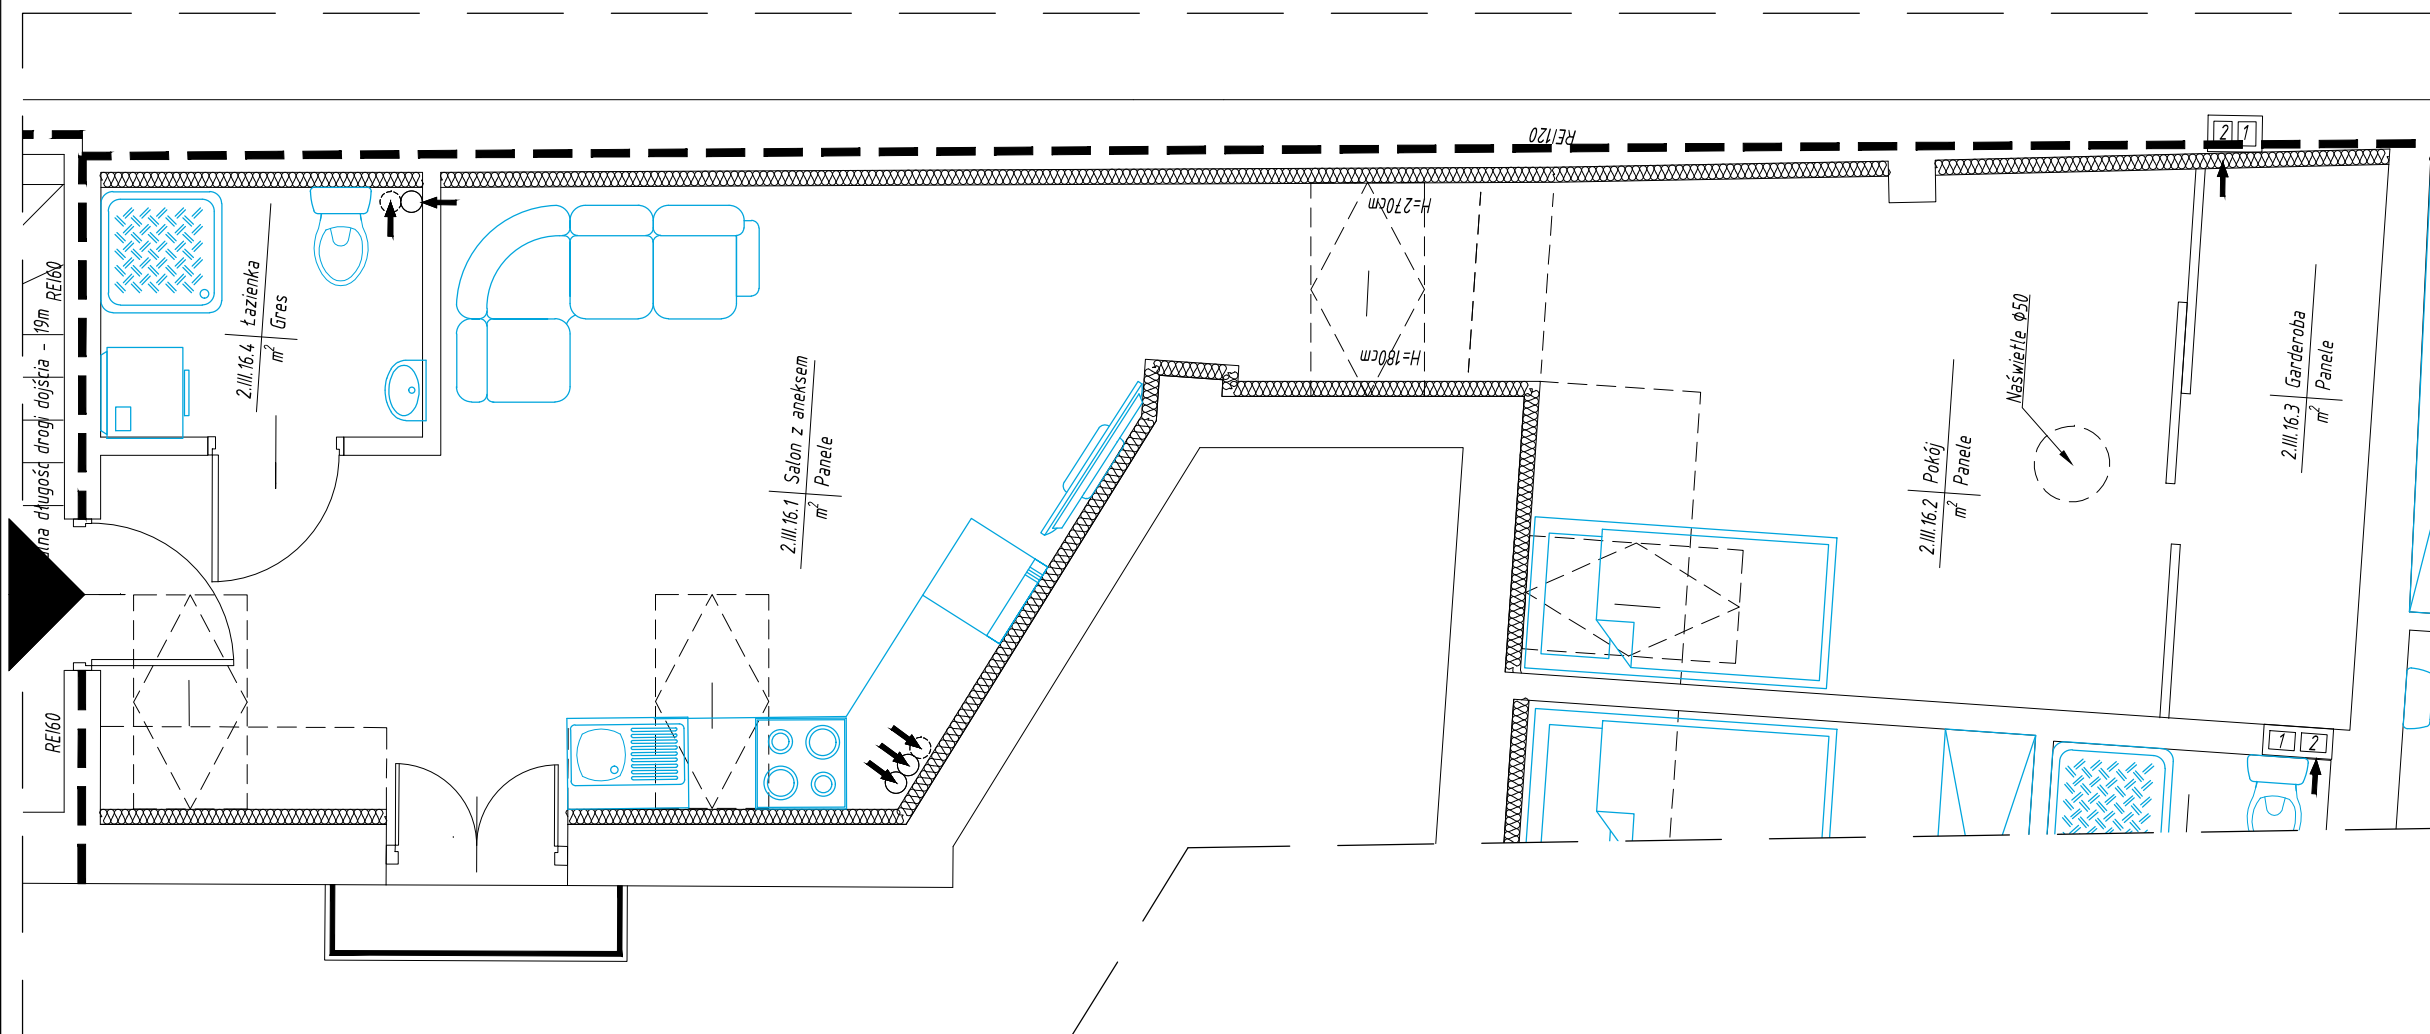 REI120
2 1
H=270cm
H=180cm
REI60
alna długość drogi dojścia - 19m
2.III.16.4 Łazienka
m² Gres
2.III.16.1 Salon z aneksem
m² Panele
2.III.16.2 Pokój
m² Panele
Naświetle φ50
2.III.16.3 Garderoba
m² Panele
REI60
1 2